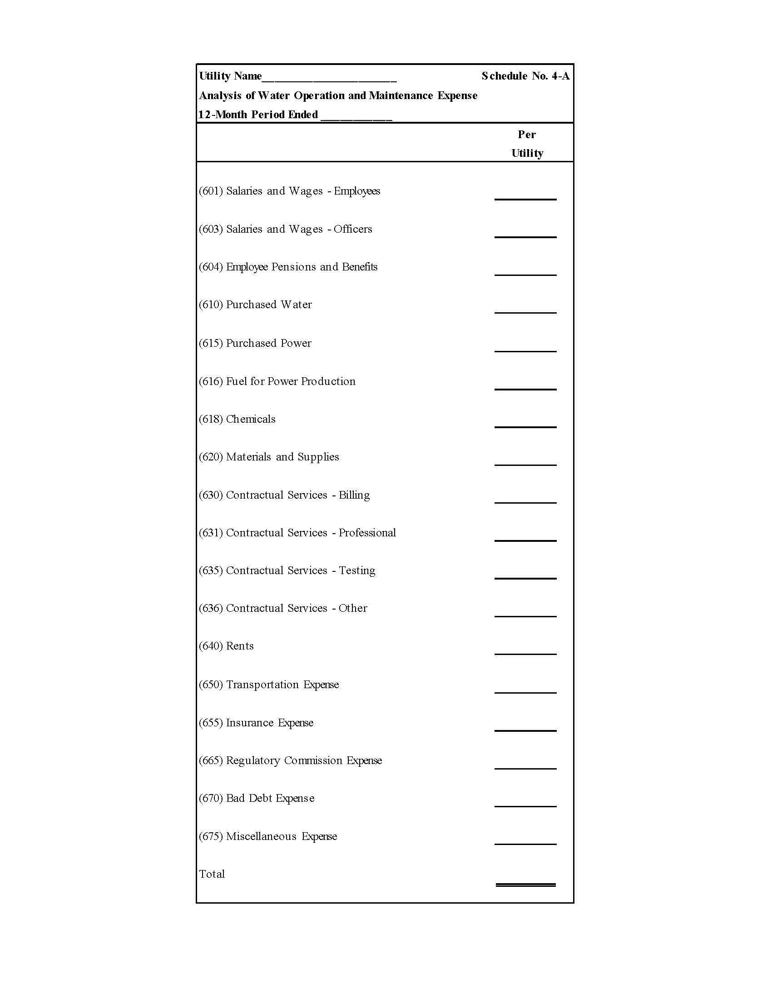 Utility Name_____________________ Schedule No. 4-A
Analysis of Water Operation and Maintenance Expense
12-Month Period Ended ___________
Per
Utility
(601) Salaries and Wages - Employees
(603) Salaries and Wages - Officers
(604) Employee Pensions and Benefits
(610) Purchased Water
(615) Purchased Power
(616) Fuel for Power Production
(618) Chemicals
(620) Materials and Supplies
(630) Contractual Services - Billing
(631) Contractual Services - Professional
(635) Contractual Services - Testing
(636) Contractual Services - Other
(640) Rents
(650) Transportation Expense
(655) Insurance Expense
(665) Regulatory Commission Expense
(670) Bad Debt Expense
(675) Miscellaneous Expense
Total